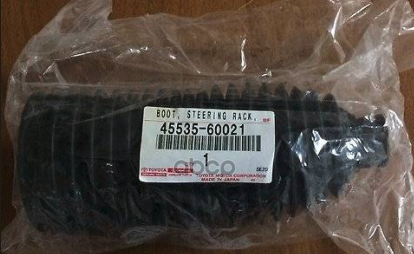 BOOT, STEERING RACK,
45535-60021
1
TOYOTA MOTOR CORPORATION
MADE IN JAPAN